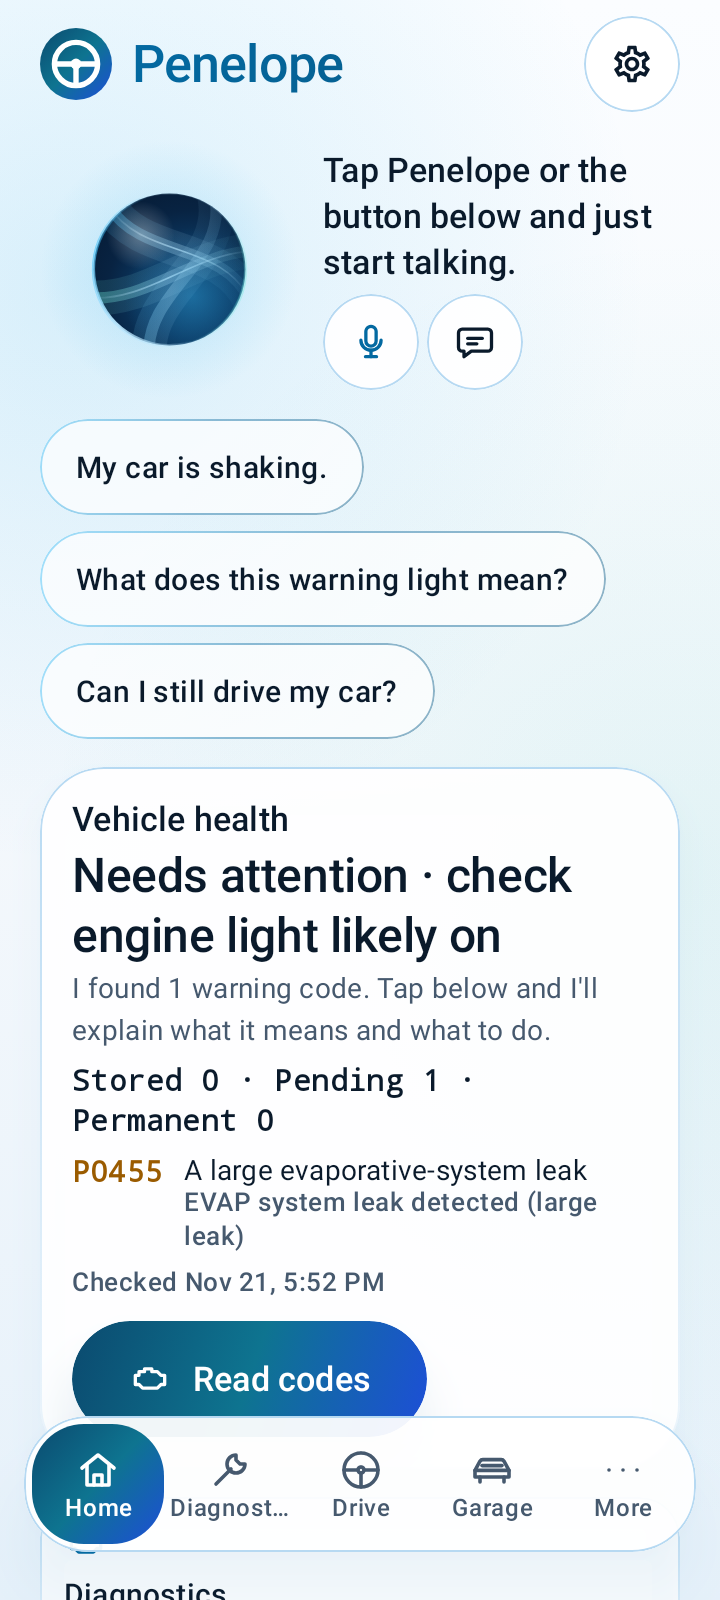 Penelope
Tap Penelope or the
button below and just
start talking.
My car is shaking.
What does this warning light mean?
Can I still drive my car?
Vehicle health
Needs attention · check
engine light likely on
I found 1 warning code. Tap below and I'll
explain what it means and what to do.
Stored 0 · Pending 1 ·
Permanent 0
P0455 A large evaporative-system leak
EVAP system leak detected (large
leak)
Checked Nov 21, 5:52 PM
Read codes
Home Diagnost... Drive Garage More
Diagnostics